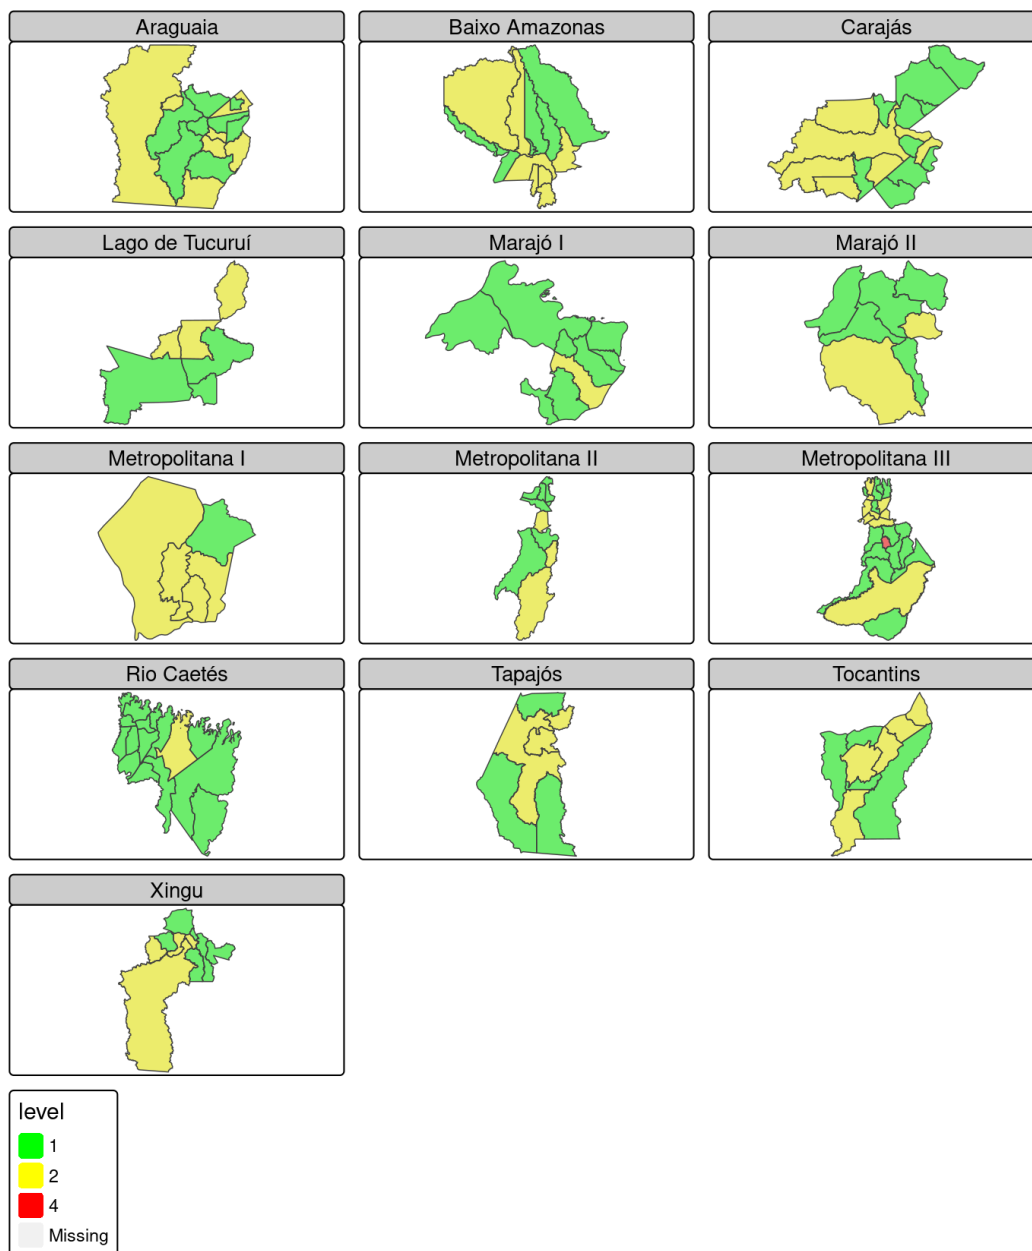 Araguaia
Baixo Amazonas
Carajás
Lago de Tucuruí
Marajó I
Marajó II
Metropolitana I
Metropolitana II
Metropolitana III
Rio Caetés
Tapajós
Tocantins
Xingu
level
1
2
4
Missing